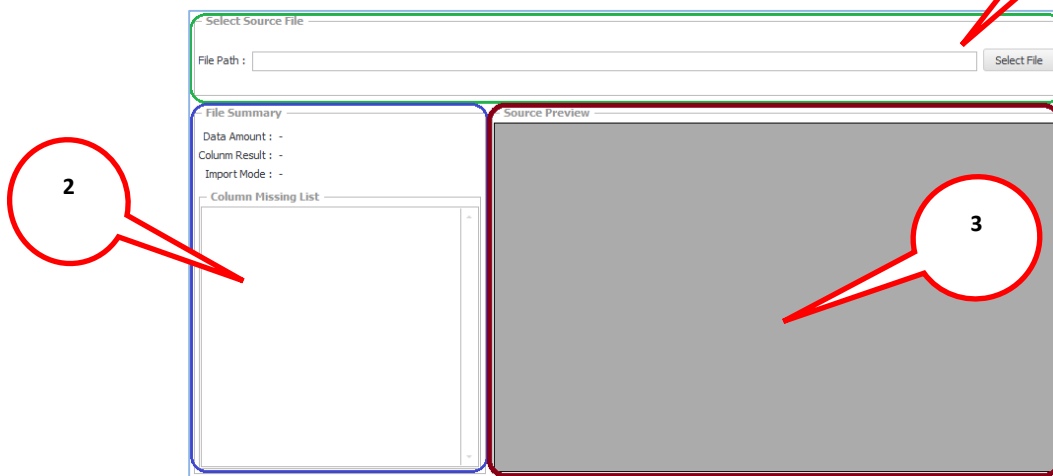 Select Source File
File Path :
Select File
File Summary
Source Preview
Data Amount : -
Colunm Result : -
Import Mode : -
Column Missing List
2
3